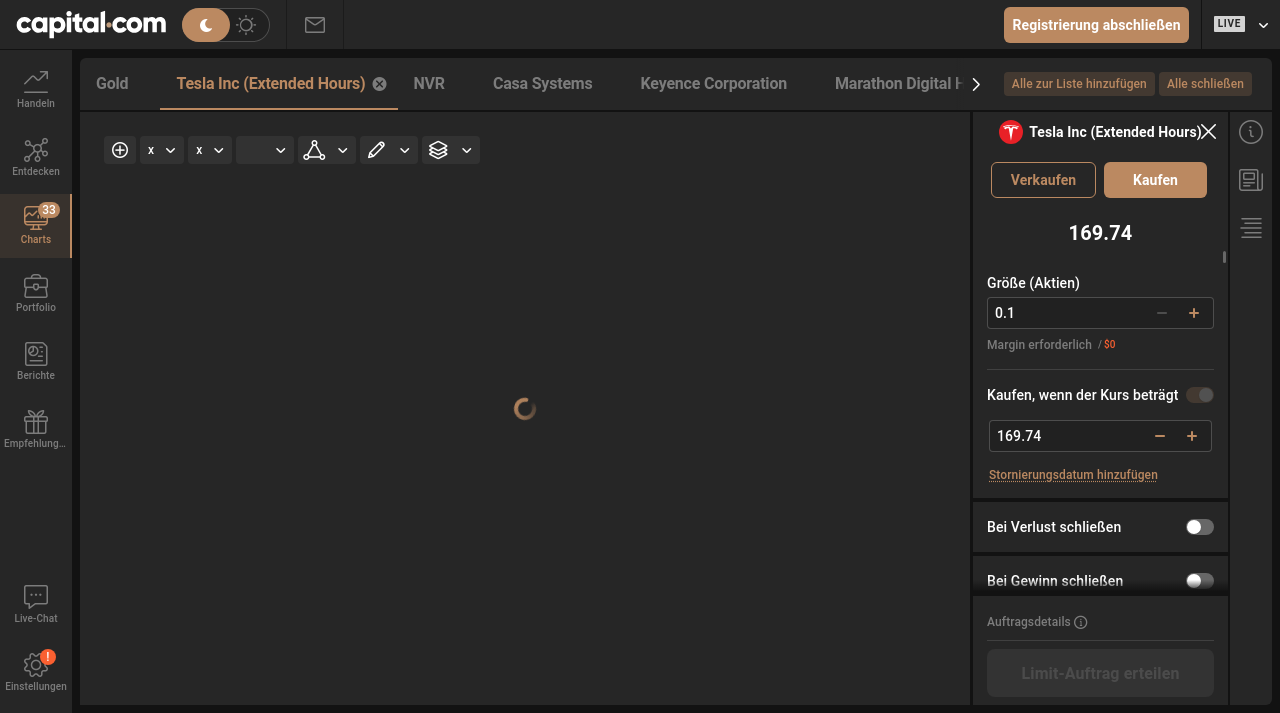 capital.com
Registrierung abschließen
LIVE
Handeln
Entdecken
33
Charts
Portfolio
Berichte
Empfehlung...
Live-Chat
!
Einstellungen
Gold
Tesla Inc (Extended Hours)
NVR
Casa Systems
Keyence Corporation
Marathon Digital H
Alle zur Liste hinzufügen
Alle schließen
x
x
Tesla Inc (Extended Hours)
Verkaufen
Kaufen
169.74
Größe (Aktien)
0.1
Margin erforderlich / $0
Kaufen, wenn der Kurs beträgt
169.74
Stornierungsdatum hinzufügen
Bei Verlust schließen
Bei Gewinn schließen
Auftragsdetails
Limit-Auftrag erteilen